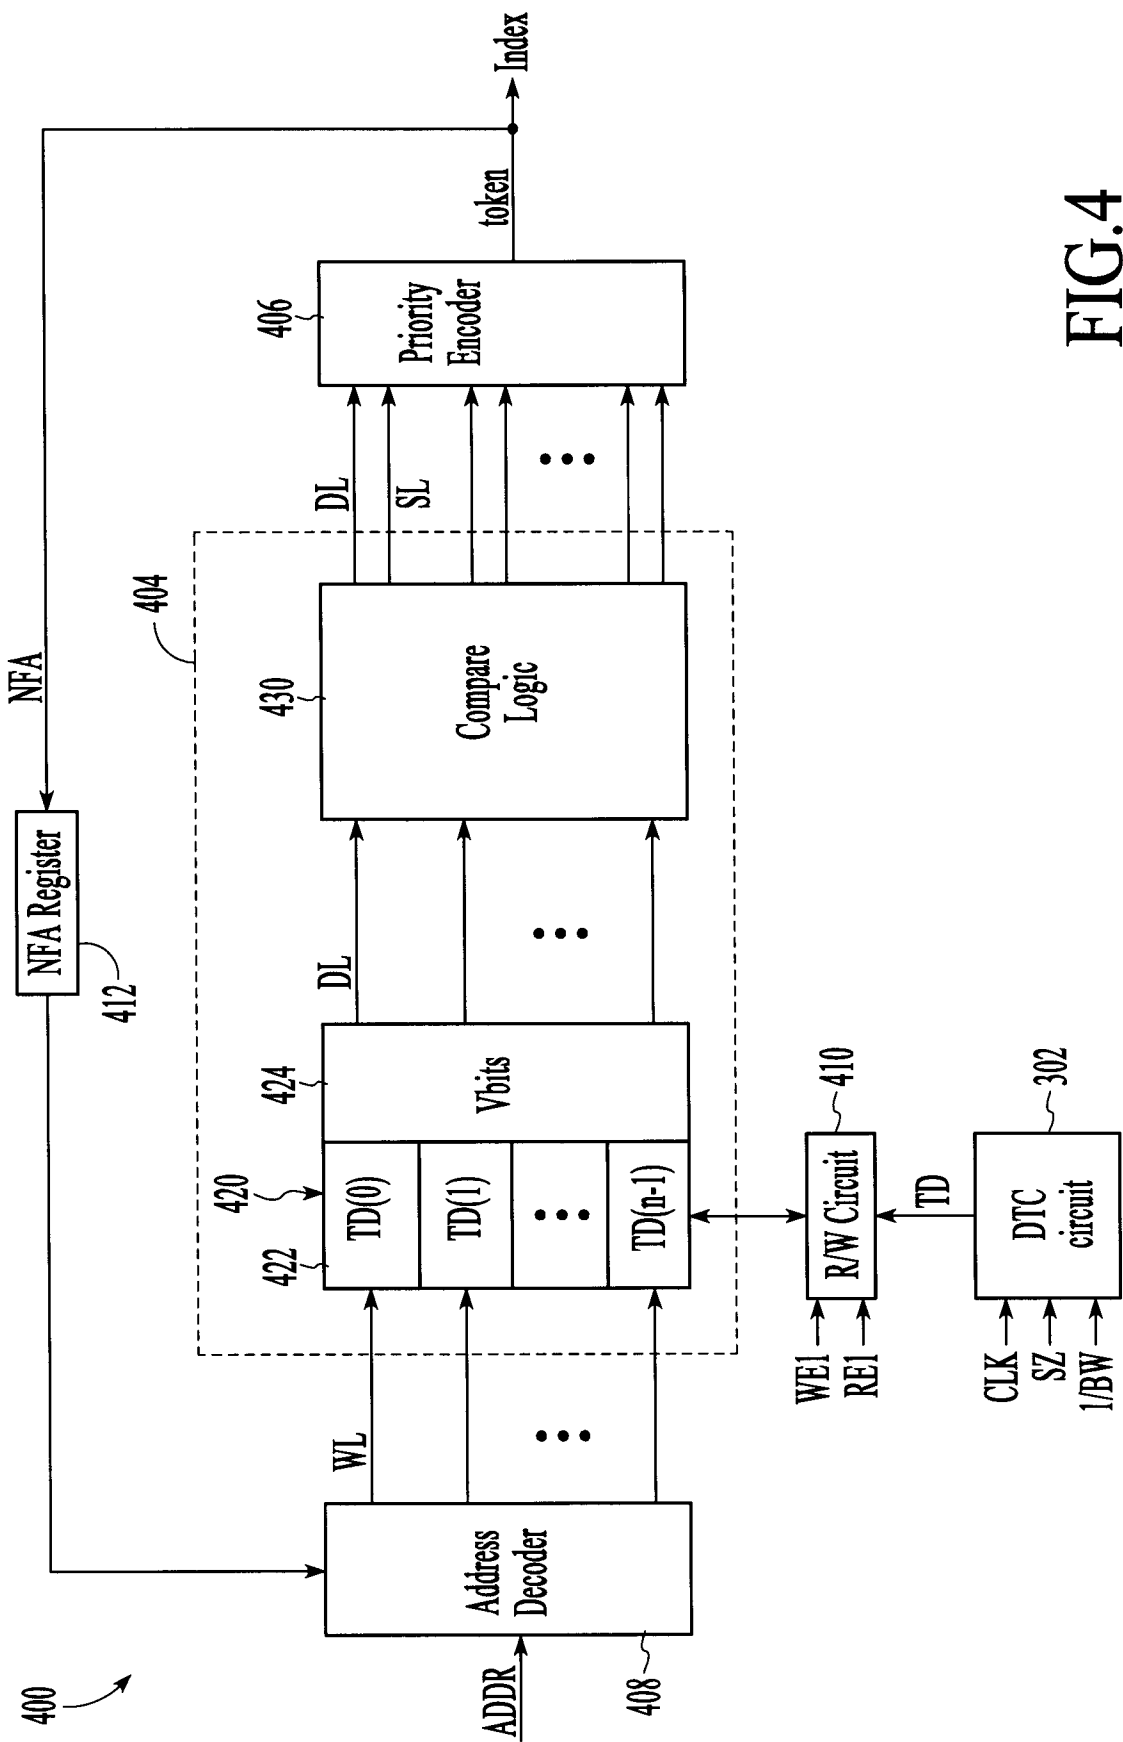 400
NFA Register
412
NFA
404
ADDR
Address
Decoder
408
WL
422
420
424
TD(0)
TD(1)
TD(n-1)
Vbits
DL
430
Compare
Logic
DL
SL
406
Priority
Encoder
token
Index
WE1
RE1
R/W Circuit
410
TD
CLK
SZ
1/BW
DTC
circuit
302
FIG.4